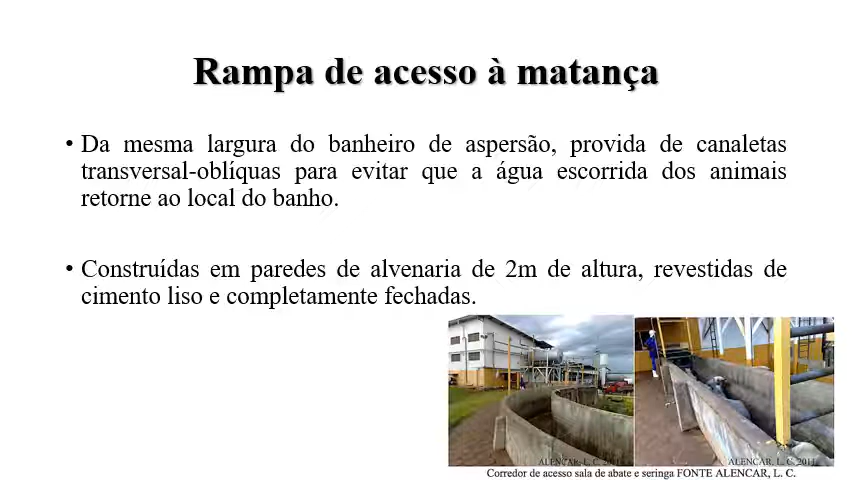 Rampa de acesso à matança
• Da mesma largura do banheiro de aspersão, provida de canaletas
transversal-oblíquas para evitar que a água escorrida dos animais
retorne ao local do banho.
• Construídas em paredes de alvenaria de 2m de altura, revestidas de
cimento liso e completamente fechadas.
ALENCAR, L. C. 2011
ALENCAR, L. C. 2011
Corredor de acesso sala de abate e seringa FONTE ALENCAR, L. C.